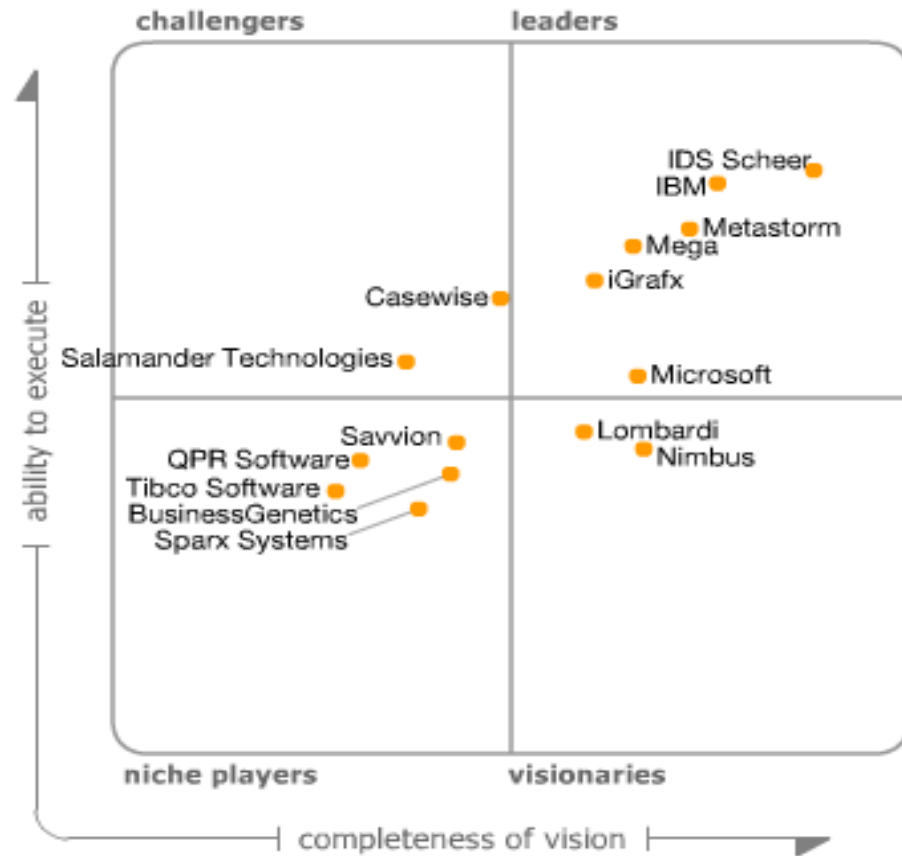 challengers
leaders
IDS Scheer
IBM
Metastorm
Mega
iGrafx
Casewise
Salamander Technologies
Microsoft
ability to execute
Savvion
Lombardi
QPR Software
Nimbus
Tibco Software
BusinessGenetics
Sparx Systems
niche players
visionaries
completeness of vision